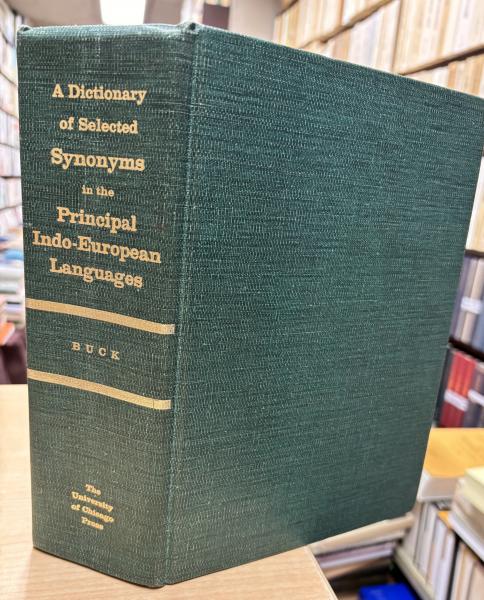 A Dictionary
of Selected
Synonyms
in the
Principal
Indo-European
Languages
BUCK
The
University
of Chicago
Press